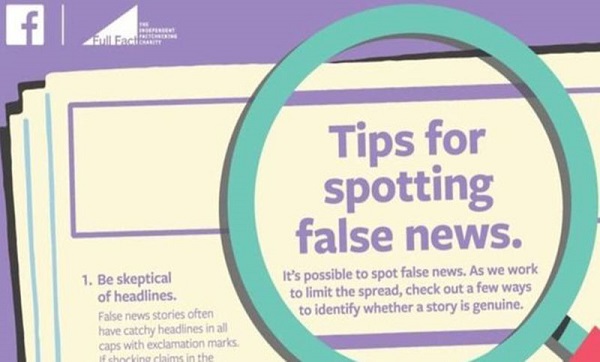 f
Full Fact
THE
INDEPENDENT
FACTCHECKING
CHARITY
Tips for
spotting
false news.
It's possible to spot false news. As we work
to limit the spread, check out a few ways
to identify whether a story is genuine.
1. Be skeptical
of headlines.
False news stories often
have catchy headlines in all
caps with exclamation marks.
If shocking claims in the